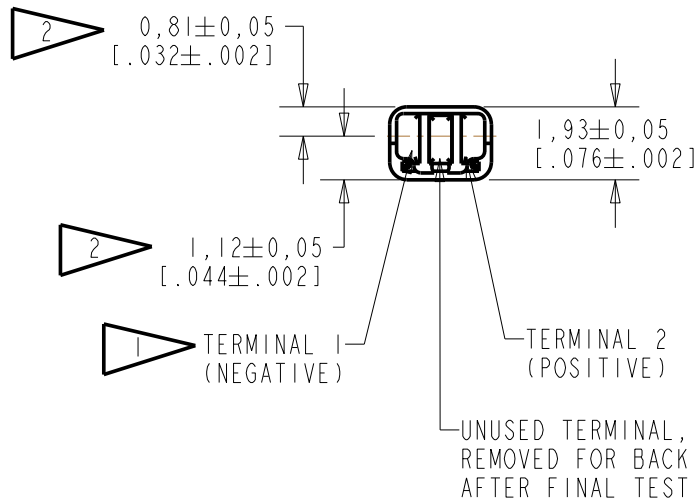 2
0,81±0,05
[.032±.002]
1,93±0,05
[.076±.002]
2
1,12±0,05
[.044±.002]
1
TERMINAL 1
(NEGATIVE)
TERMINAL 2
(POSITIVE)
UNUSED TERMINAL,
REMOVED FOR BACK
AFTER FINAL TEST